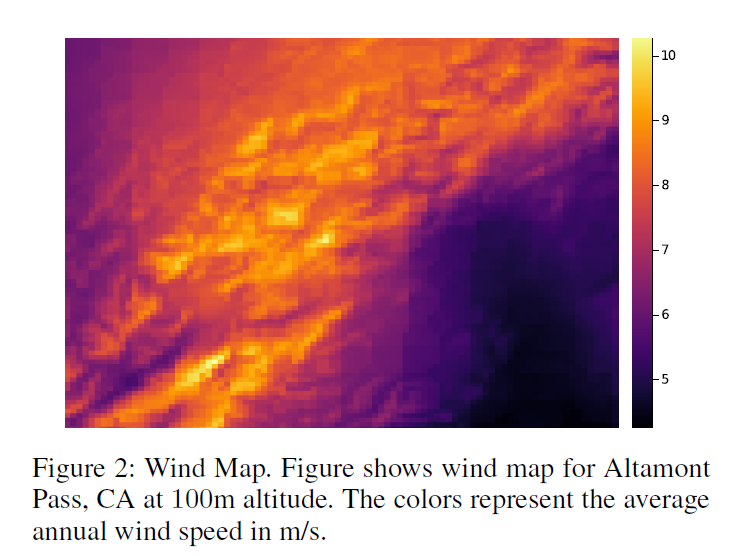 10
9
8
7
6
5
Figure 2: Wind Map. Figure shows wind map for Altamont
Pass, CA at 100m altitude. The colors represent the average
annual wind speed in m/s.